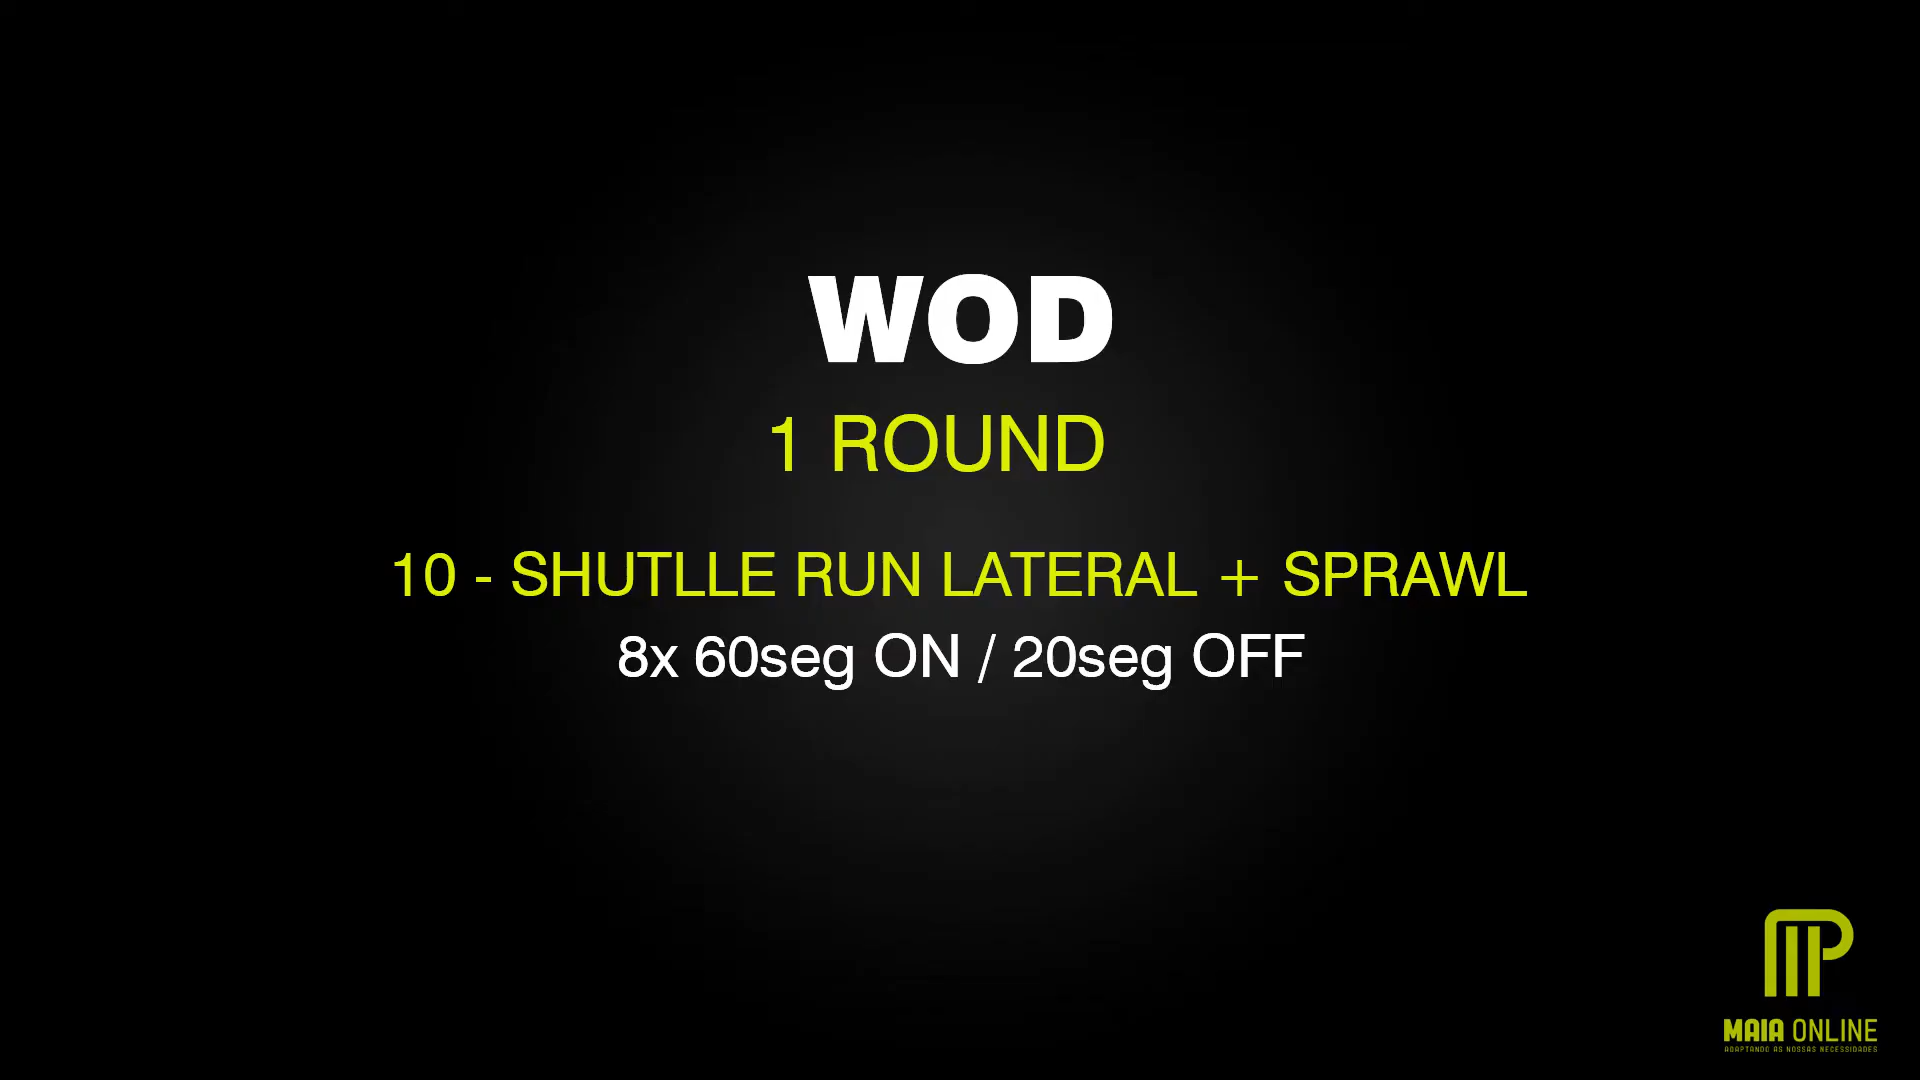 WOD
1 ROUND
10 - SHUTLLE RUN LATERAL + SPRAWL
8x 60seg ON / 20seg OFF
MAIA ONLINE
ADAPTANDO AS NOSSAS NECESSIDADES